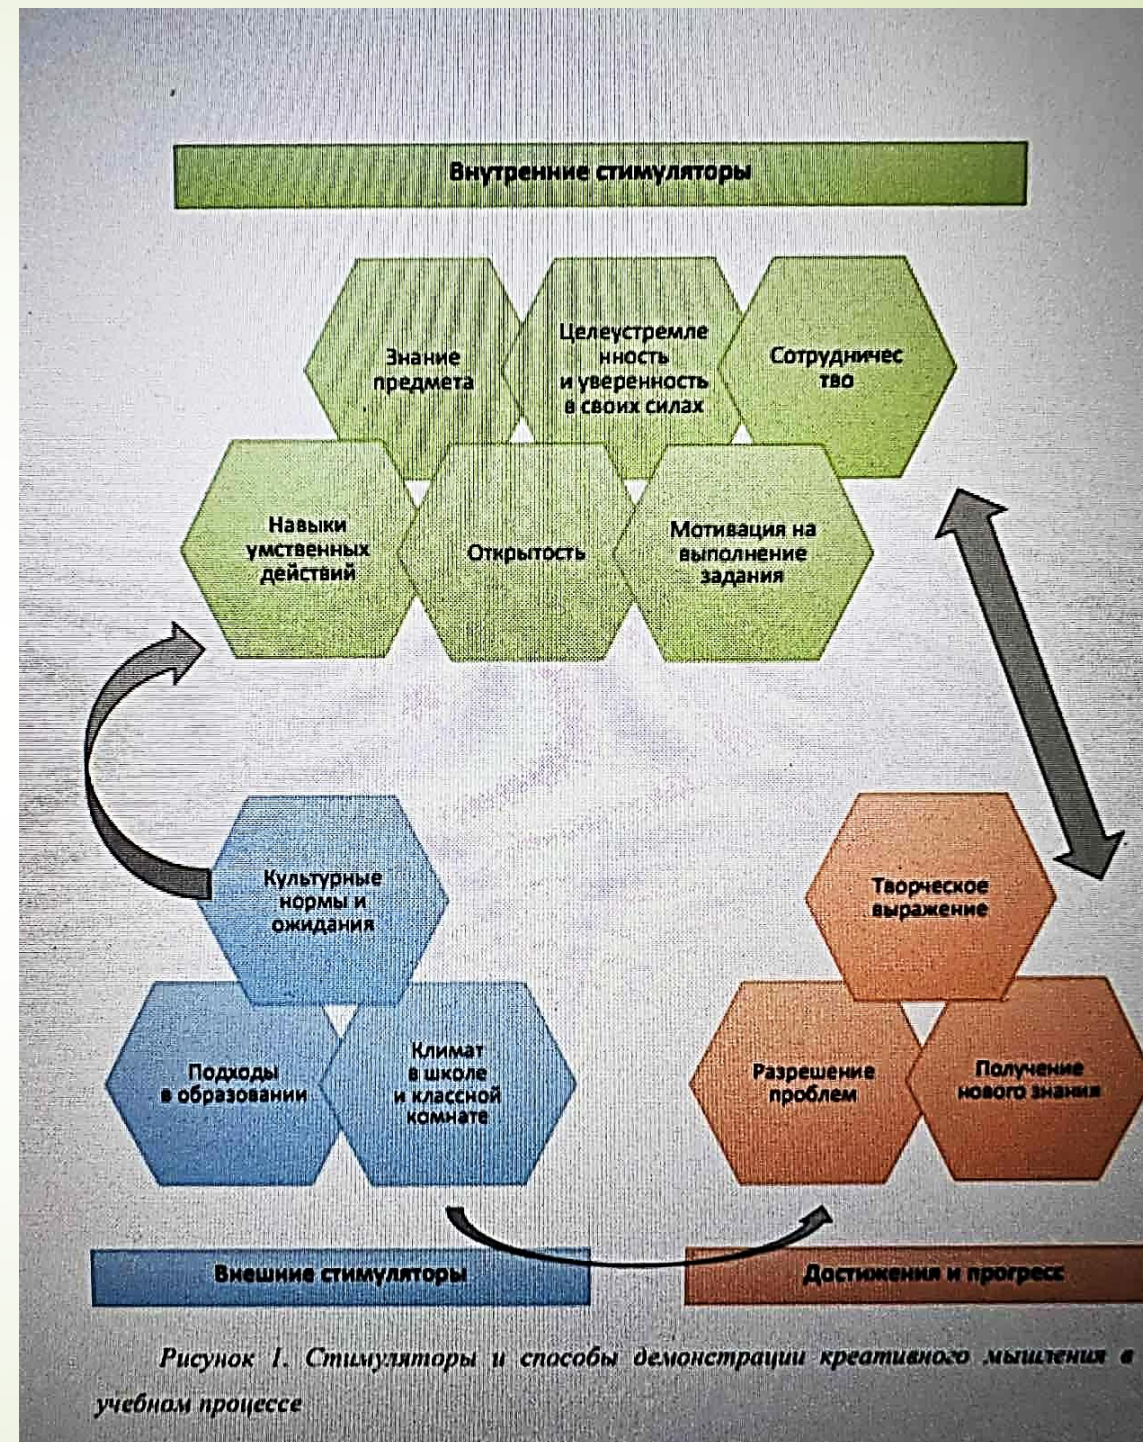 Внутренние стимуляторы
Знание
предмета
Целеустремле
нность
и уверенность
в своих силах
Сотрудничес
тво
Навыки
умственных
действий
Открытость
Мотивация на
выполнение
задания
Культурные
нормы и
ожидания
Подходы
в образовании
Климат
в школе
и классной
комнате
Творческое
выражение
Разрешение
проблем
Получение
нового знания
Внешние стимуляторы
Достижения и прогресс
Рисунок 1. Стимуляторы и способы демонстрации креативного мышления в
учебном процессе